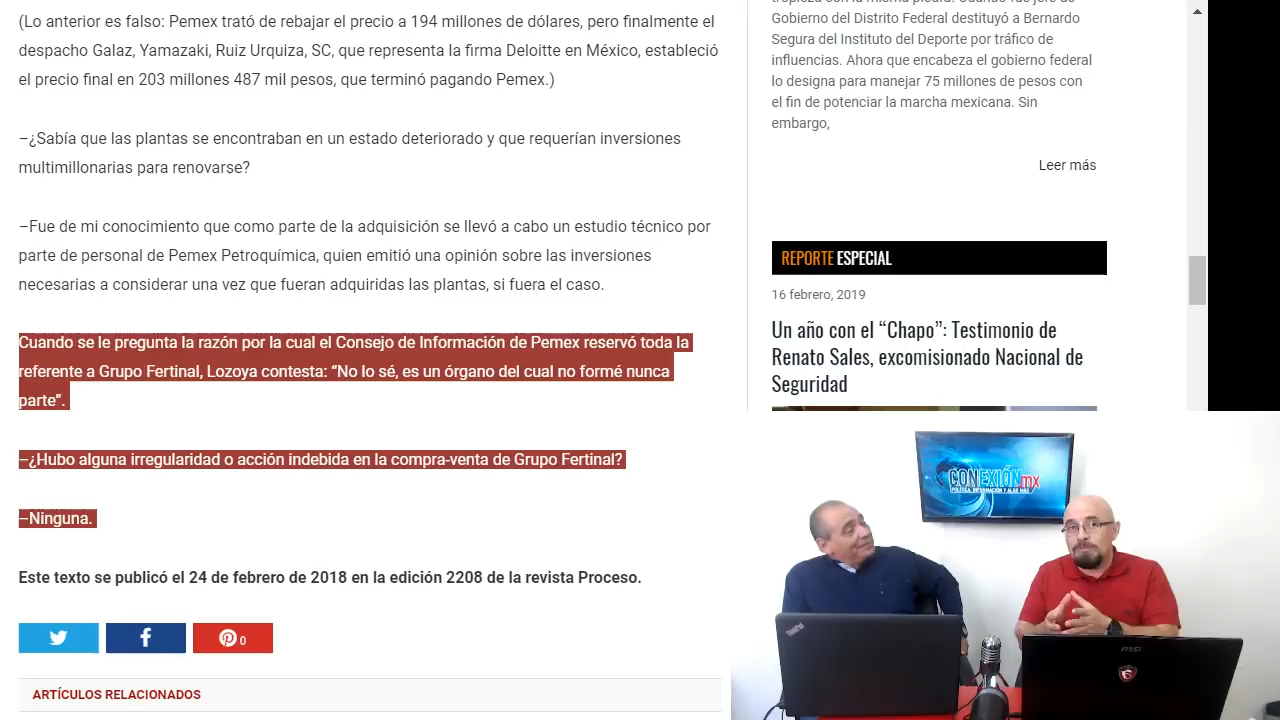 (Lo anterior es falso: Pemex trató de rebajar el precio a 194 millones de dólares, pero finalmente el
despacho Galaz, Yamazaki, Ruiz Urquiza, SC, que representa la firma Deloitte en México, estableció
el precio final en 203 millones 487 mil pesos, que terminó pagando Pemex.)
–¿Sabía que las plantas se encontraban en un estado deteriorado y que requerían inversiones
multimillonarias para renovarse?
–Fue de mi conocimiento que como parte de la adquisición se llevó a cabo un estudio técnico por
parte de personal de Pemex Petroquímica, quien emitió una opinión sobre las inversiones
necesarias a considerar una vez que fueran adquiridas las plantas, si fuera el caso.
Cuando se le pregunta la razón por la cual el Consejo de Información de Pemex reservó toda la
referente a Grupo Fertinal, Lozoya contesta: “No lo sé, es un órgano del cual no formé nunca
parte”.
–¿Hubo alguna irregularidad o acción indebida en la compra-venta de Grupo Fertinal?
–Ninguna.
Este texto se publicó el 24 de febrero de 2018 en la edición 2208 de la revista Proceso.
0
ARTÍCULOS RELACIONADOS
Gobierno del Distrito Federal destituyó a Bernardo
Segura del Instituto del Deporte por tráfico de
influencias. Ahora que encabeza el gobierno federal
lo designa para manejar 75 millones de pesos con
el fin de potenciar la marcha mexicana. Sin
embargo,
Leer más
REPORTE ESPECIAL
16 febrero, 2019
Un año con el “Chapo”: Testimonio de
Renato Sales, excomisionado Nacional de
Seguridad
CONEXIÓN MX
POLÍTICA, INFORMACIÓN Y ALGO MÁS
ThinkPad
msi